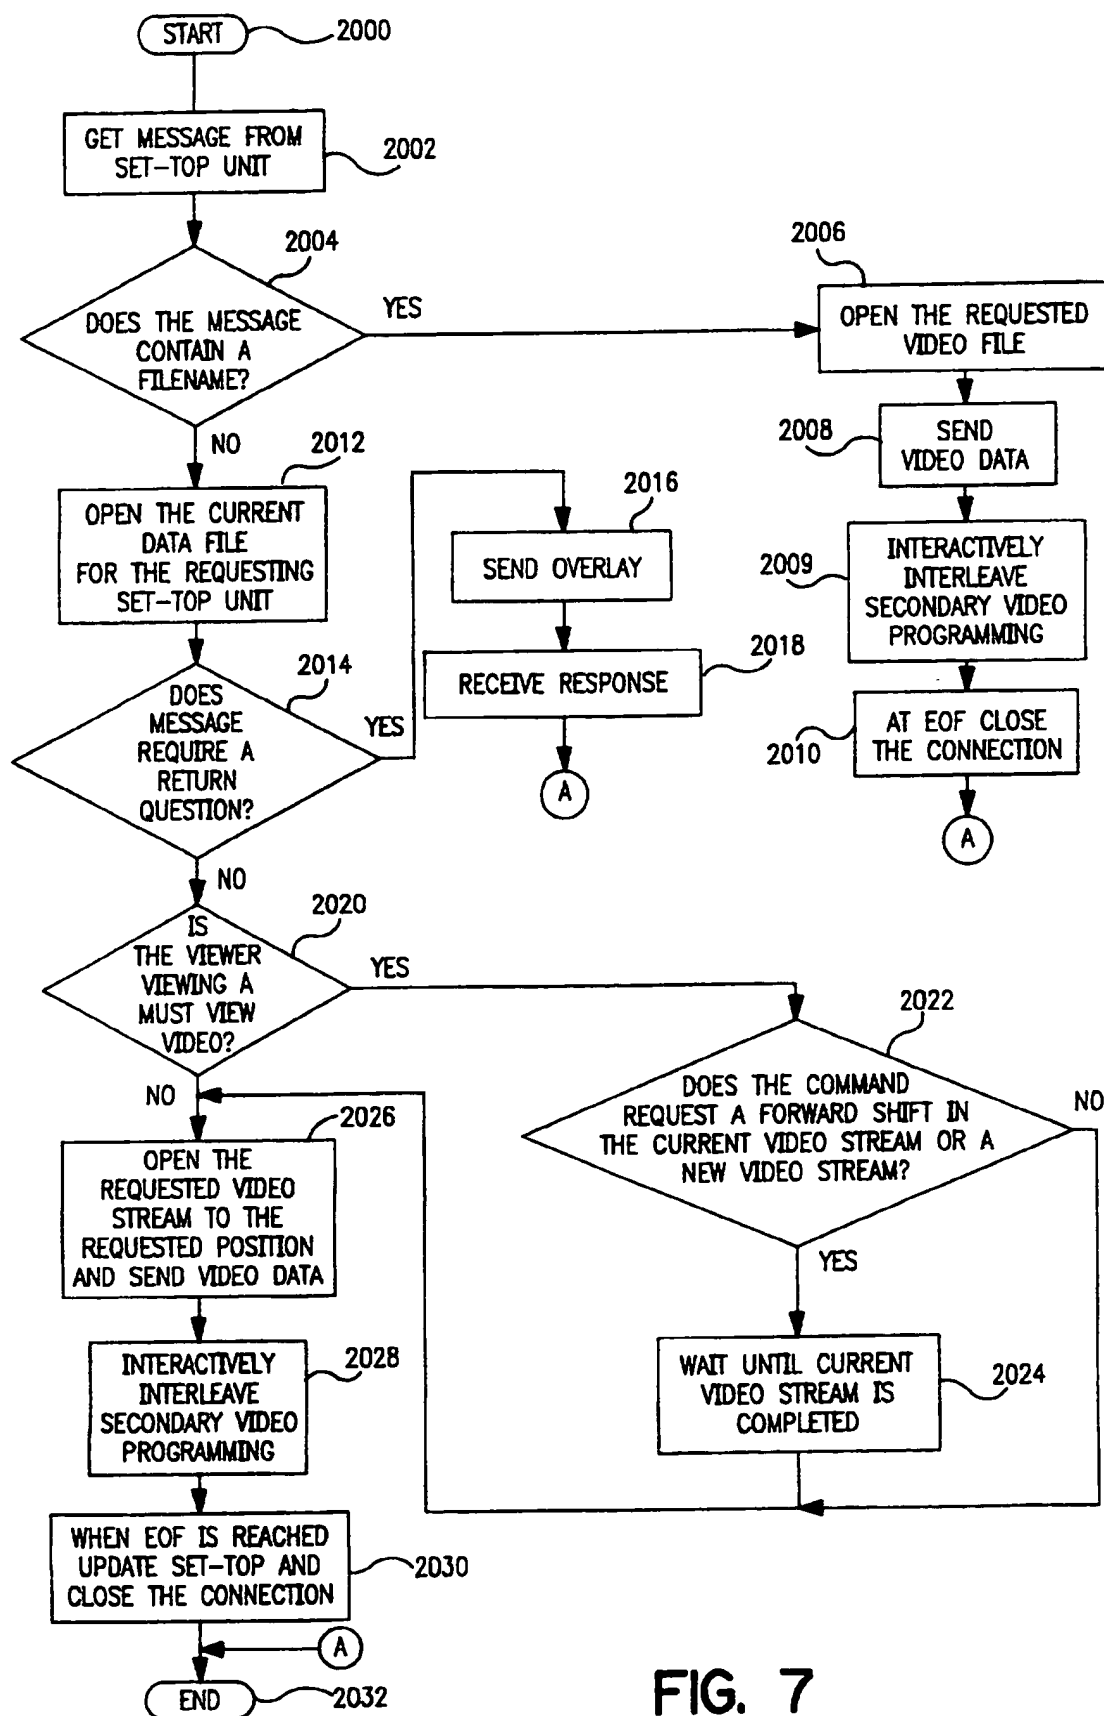 START
2000
GET MESSAGE FROM
SET-TOP UNIT
2002
2004
DOES THE MESSAGE
CONTAIN A
FILENAME?
YES
NO
2006
OPEN THE REQUESTED
VIDEO FILE
2008
SEND
VIDEO DATA
2009
INTERACTIVELY
INTERLEAVE
SECONDARY VIDEO
PROGRAMMING
2010
AT EOF CLOSE
THE CONNECTION
A
2012
OPEN THE CURRENT
DATA FILE
FOR THE REQUESTING
SET-TOP UNIT
2014
DOES
MESSAGE
REQUIRE A
RETURN
QUESTION?
YES
NO
2016
SEND OVERLAY
2018
RECEIVE RESPONSE
A
2020
IS
THE VIEWER
VIEWING A
MUST VIEW
VIDEO?
YES
NO
2022
DOES THE COMMAND
REQUEST A FORWARD SHIFT IN
THE CURRENT VIDEO STREAM OR A
NEW VIDEO STREAM?
NO
YES
WAIT UNTIL CURRENT
VIDEO STREAM IS
COMPLETED
2024
2026
OPEN THE
REQUESTED VIDEO
STREAM TO THE
REQUESTED POSITION
AND SEND VIDEO DATA
INTERACTIVELY
INTERLEAVE
SECONDARY VIDEO
PROGRAMMING
2028
WHEN EOF IS REACHED
UPDATE SET-TOP AND
CLOSE THE CONNECTION
2030
A
END
2032
FIG. 7